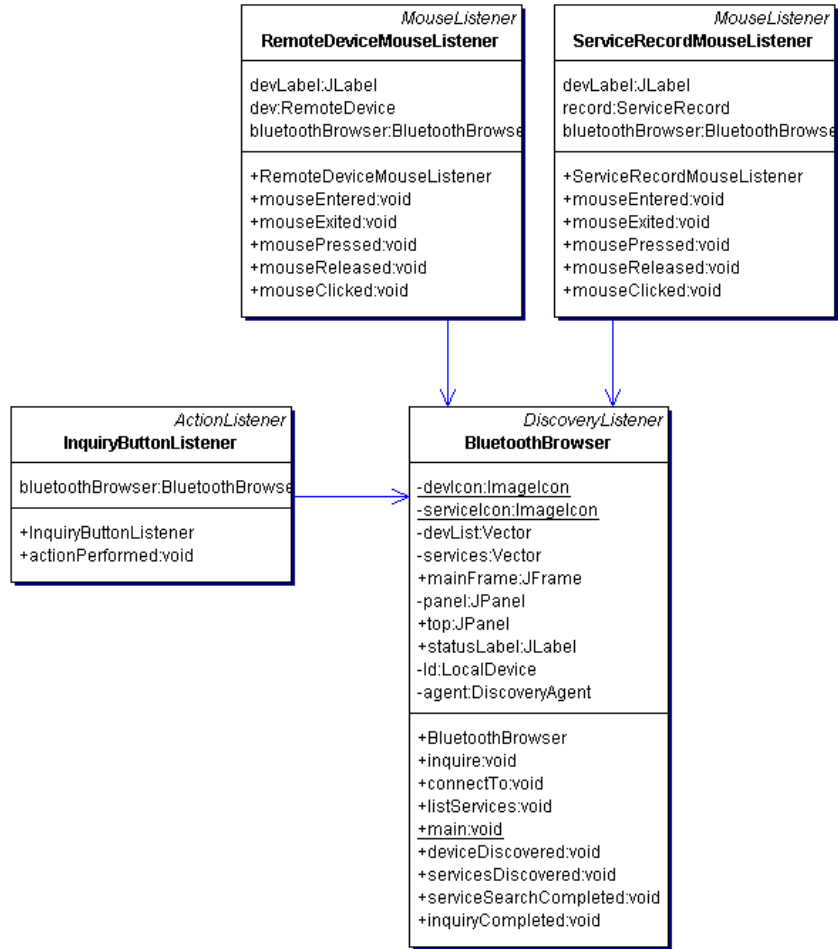 MouseListener
RemoteDeviceMouseListener
devLabel:JLabel
dev:RemoteDevice
bluetoothBrowser:BluetoothBrowse
+RemoteDeviceMouseListener
+mouseEntered:void
+mouseExited:void
+mousePressed:void
+mouseReleased:void
+mouseClicked:void
MouseListener
ServiceRecordMouseListener
devLabel:JLabel
record:ServiceRecord
bluetoothBrowser:BluetoothBrowse
+ServiceRecordMouseListener
+mouseEntered:void
+mouseExited:void
+mousePressed:void
+mouseReleased:void
+mouseClicked:void
ActionListener
InquiryButtonListener
bluetoothBrowser:BluetoothBrowse
+InquiryButtonListener
+actionPerformed:void
DiscoveryListener
BluetoothBrowser
-devIcon:ImageIcon
-serviceIcon:ImageIcon
-devList:Vector
-services:Vector
+mainFrame:JFrame
-panel:JPanel
+top:JPanel
+statusLabel:JLabel
-ld:LocalDevice
-agent:DiscoveryAgent
+BluetoothBrowser
+inquire:void
+connectTo:void
+listServices:void
+main:void
+deviceDiscovered:void
+servicesDiscovered:void
+serviceSearchCompleted:void
+inquiryCompleted:void